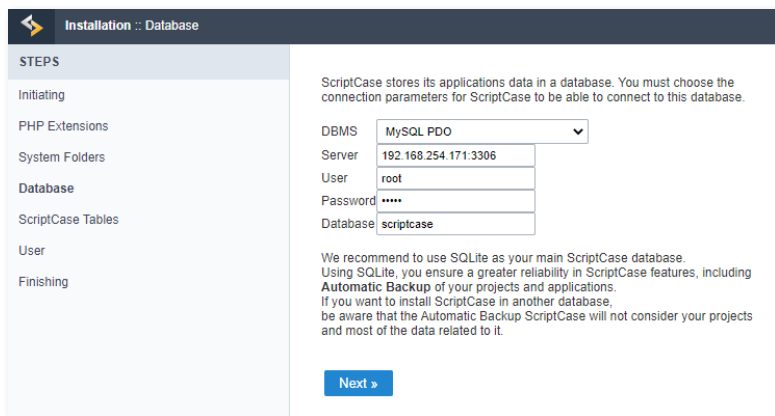 Installation :: Database
STEPS
Initiating
PHP Extensions
System Folders
Database
ScriptCase Tables
User
Finishing
ScriptCase stores its applications data in a database. You must choose the
connection parameters for ScriptCase to be able to connect to this database.
DBMS MySQL PDO
Server 192.168.254.171:3306
User root
Password •••••
Database scriptcase
We recommend to use SQLite as your main ScriptCase database.
Using SQLite, you ensure a greater reliability in ScriptCase features, including
Automatic Backup of your projects and applications.
If you want to install ScriptCase in another database,
be aware that the Automatic Backup ScriptCase will not consider your projects
and most of the data related to it.
Next »